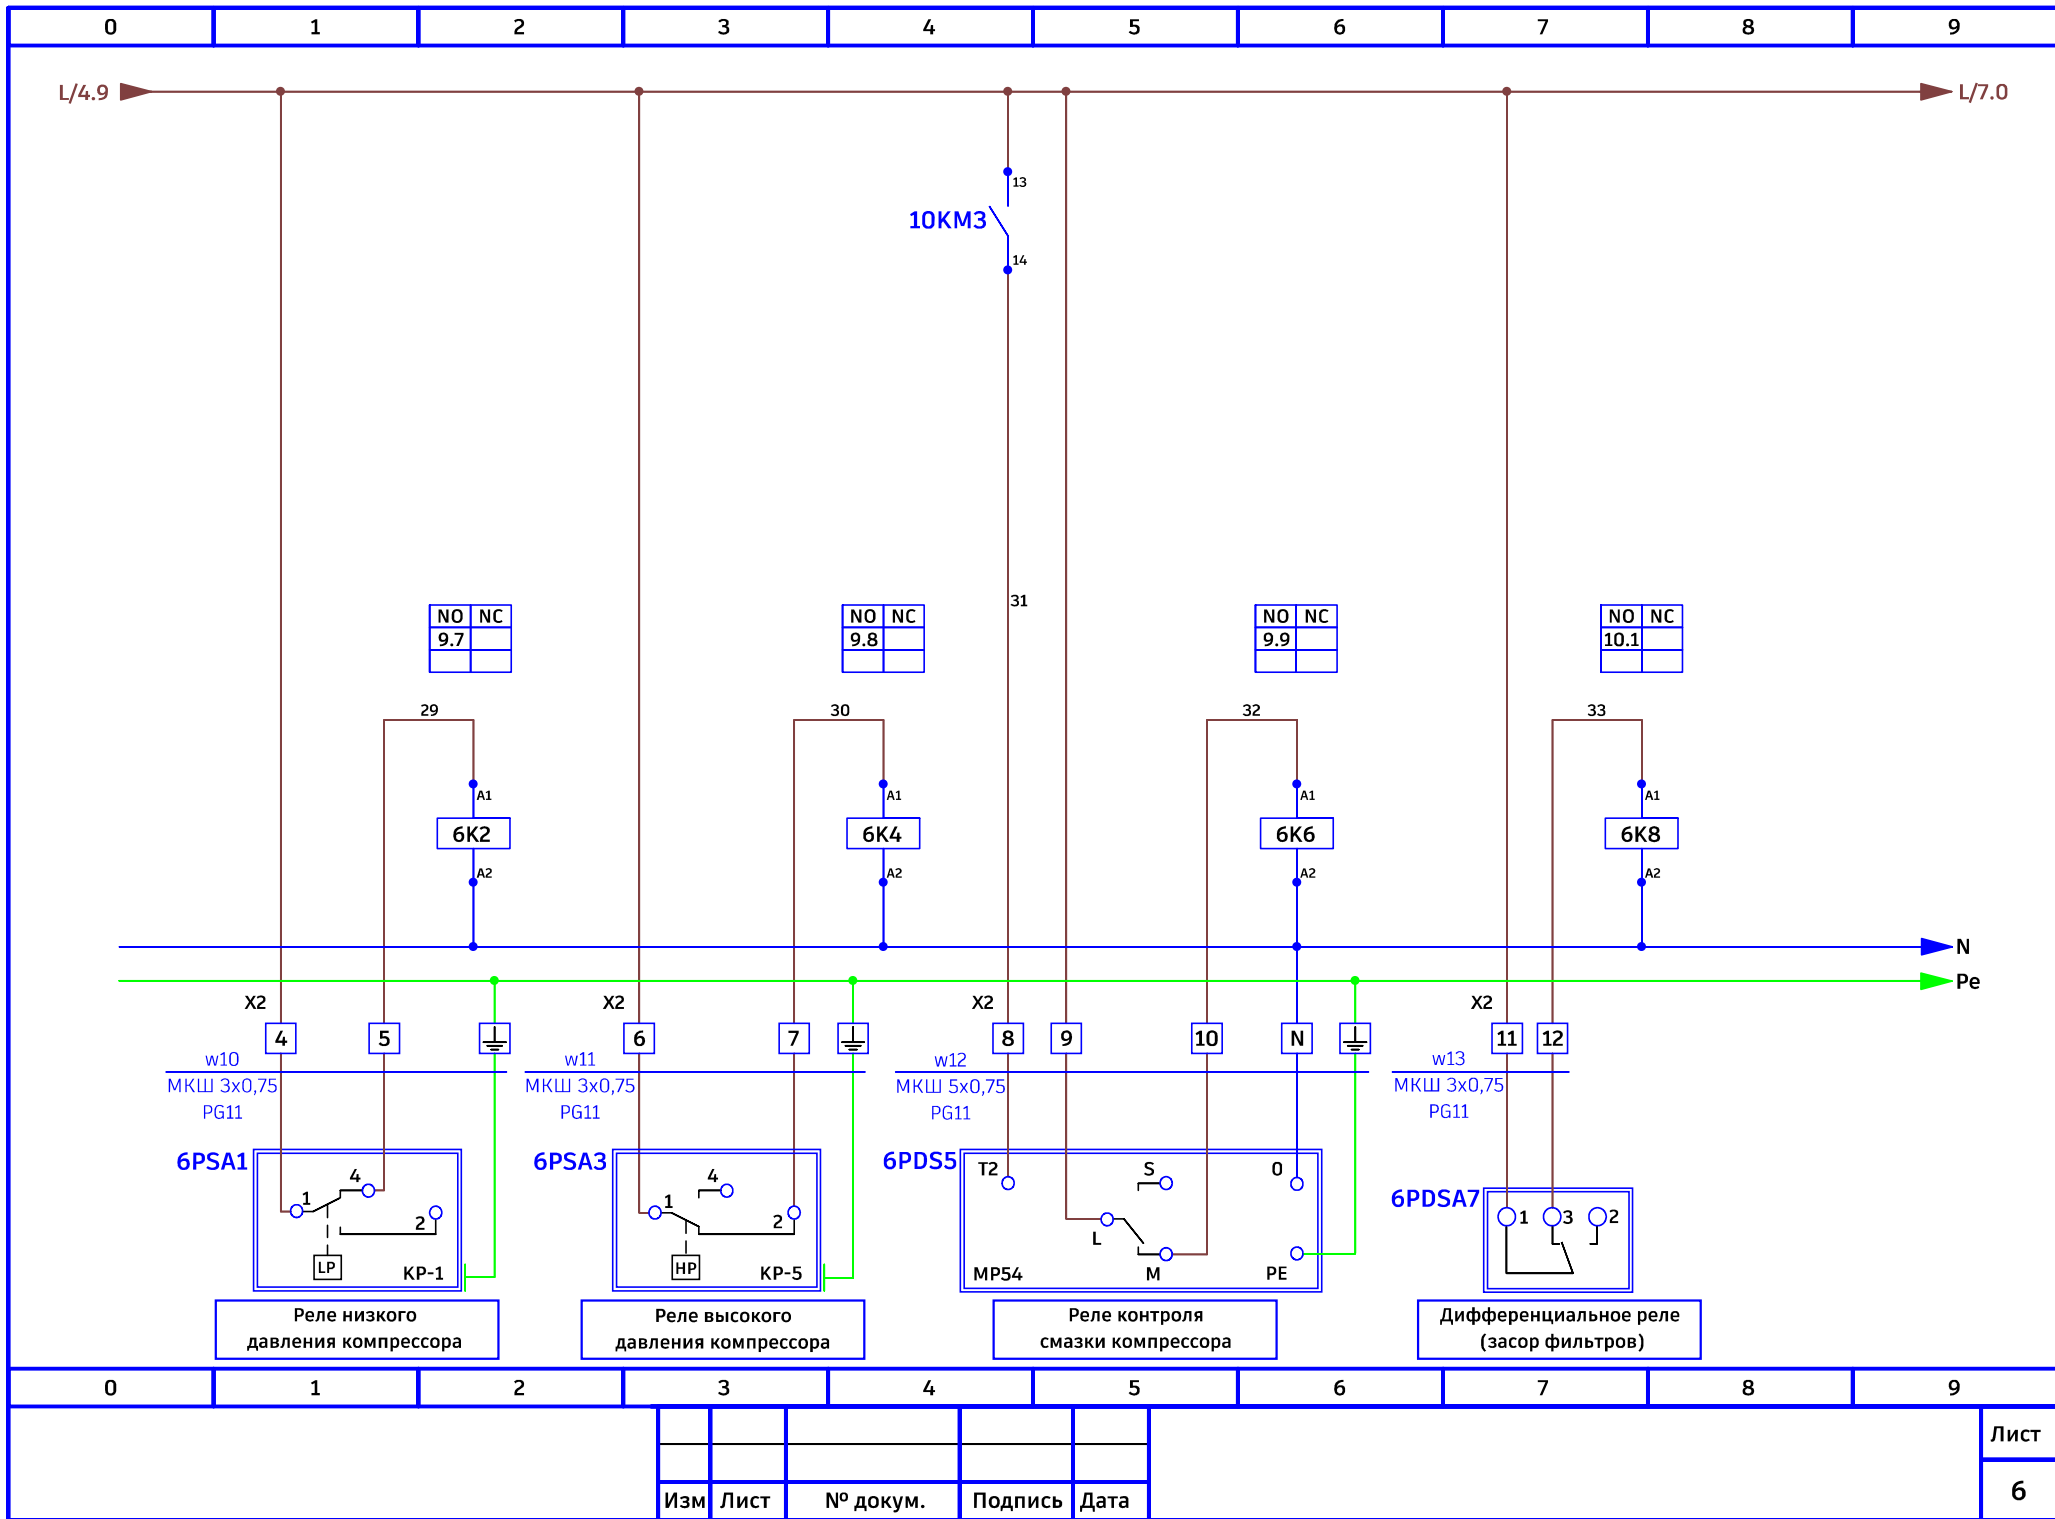 0 1 2 3 4 5 6 7 8 9
L/4.9 L/7.0
13
10KM3
14
31
NO NC NO NC NO NC NO NC
9.7 9.8 9.9 10.1
29 30 32 33
A1 A1 A1 A1
6K2 6K4 6K6 6K8
A2 A2 A2 A2
N
Pe
X2 X2 X2 X2
4 5 6 7 8 9 10 N 11 12
w10 w11 w12 w13
МКШ 3х0,75 МКШ 3х0,75 МКШ 5х0,75 МКШ 3х0,75
PG11 PG11 PG11 PG11
6PSA1 6PSA3 6PDS5 6PDSA7
4 4 T2 S 0
1 2 1 2 L 1 3 2
LP KP-1 HP KP-5 MP54 M PE
Реле низкого
давления компрессора
Реле высокого
давления компрессора
Реле контроля
смазки компрессора
Дифференциальное реле
(засор фильтров)
0 1 2 3 4 5 6 7 8 9
Лист
6
Изм Лист № докум. Подпись Дата